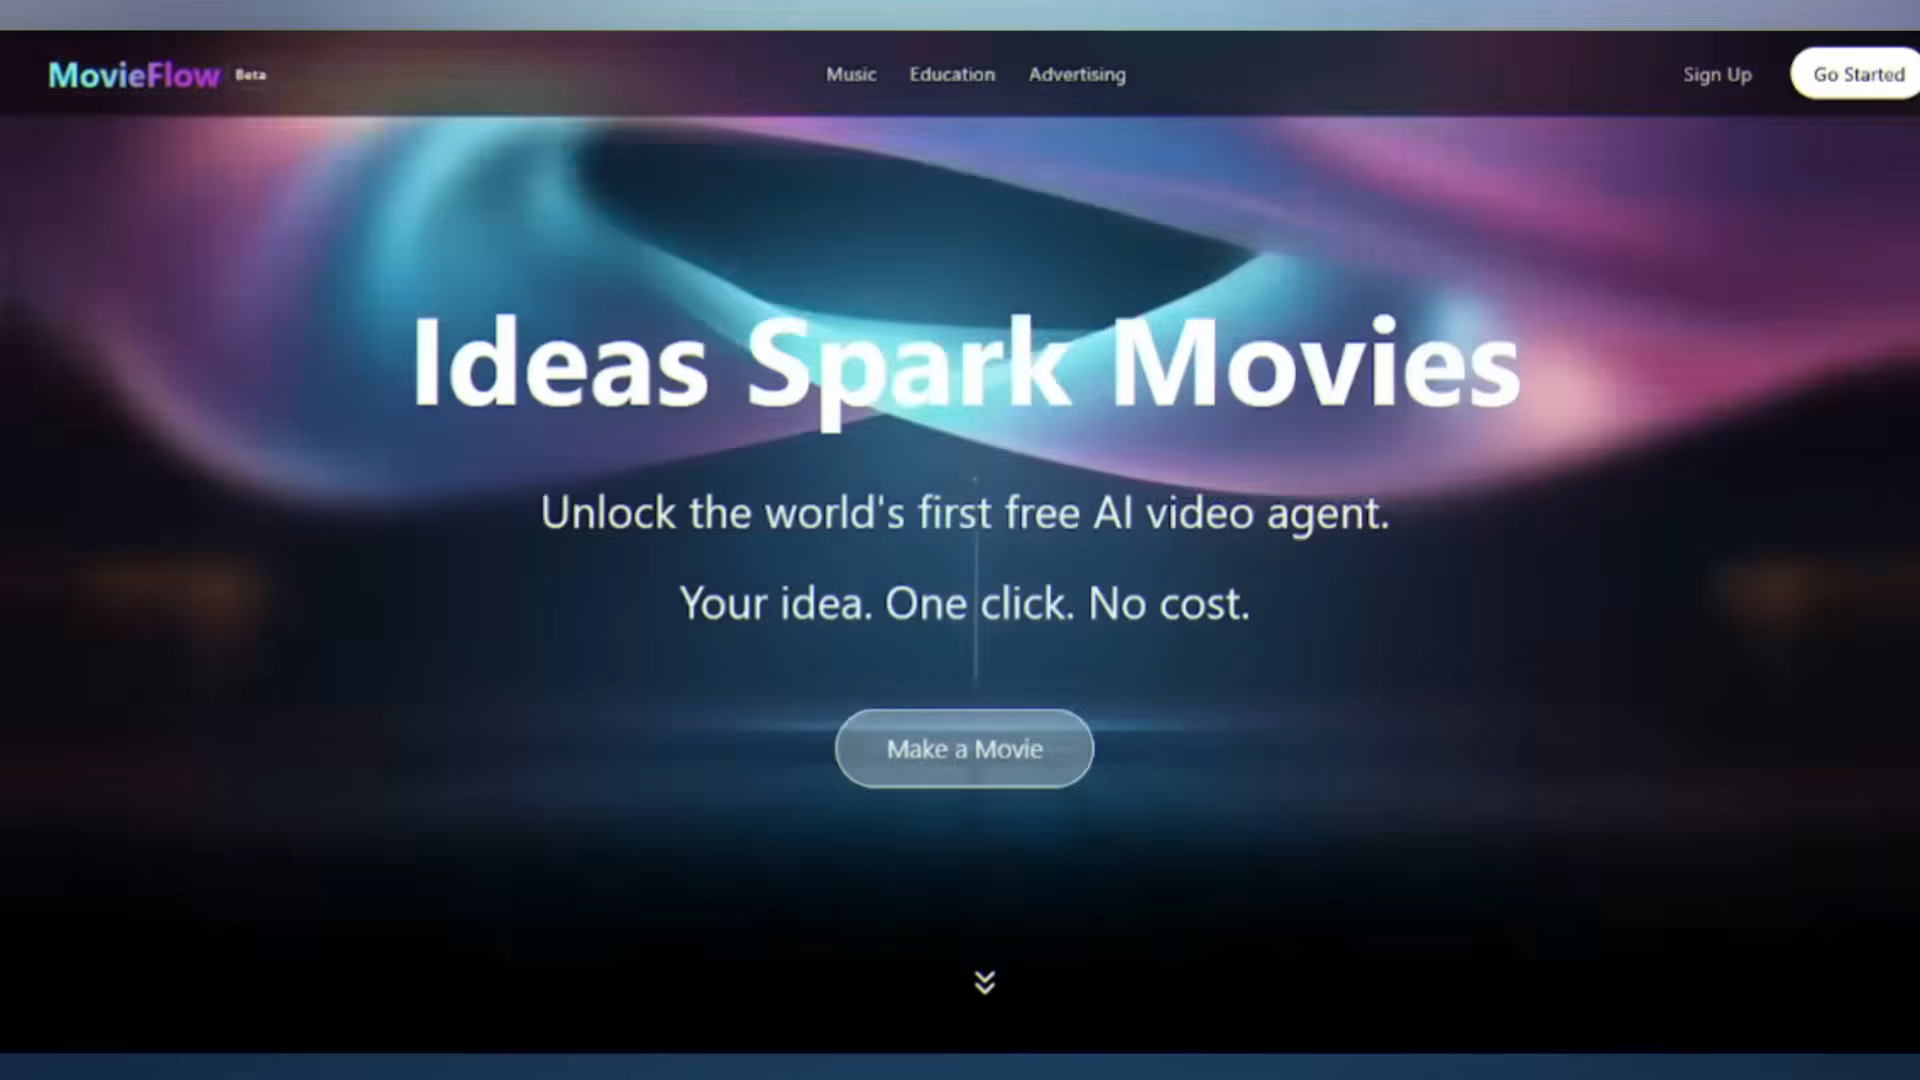 MovieFlow Beta
Music Education Advertising
Sign Up
Go Started
Ideas Spark Movies
Unlock the world's first free AI video agent.
Your idea. One click. No cost.
Make a Movie